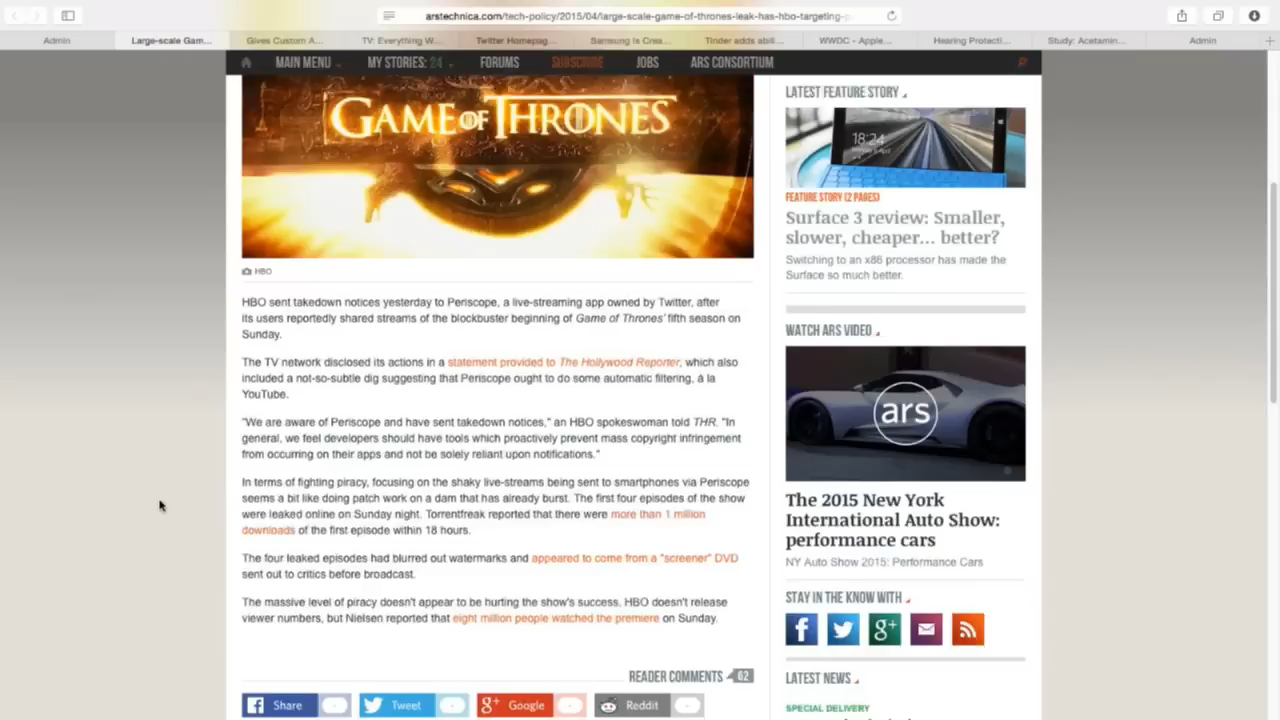 arstechnica.com/tech-policy/2015/04/large-scale-game-of-thrones-leak-has-hbo-targeting-p
Admin
Large-scale Gam...
Gives Custom A...
TV: Everything W...
Twitter Homepag...
Samsung Is Crea...
Tinder adds abili...
WWDC - Apple...
Hearing Protecti...
Study: Acetamin...
Admin
MAIN MENU
MY STORIES: 24
FORUMS
SUBSCRIBE
JOBS
ARS CONSORTIUM
GAME OF THRONES
HBO
HBO sent takedown notices yesterday to Periscope, a live-streaming app owned by Twitter, after
its users reportedly shared streams of the blockbuster beginning of Game of Thrones' fifth season on
Sunday.
The TV network disclosed its actions in a statement provided to The Hollywood Reporter, which also
included a not-so-subtle dig suggesting that Periscope ought to do some automatic filtering, à la
YouTube.
"We are aware of Periscope and have sent takedown notices," an HBO spokeswoman told THR. "In
general, we feel developers should have tools which proactively prevent mass copyright infringement
from occurring on their apps and not be solely reliant upon notifications."
In terms of fighting piracy, focusing on the shaky live-streams being sent to smartphones via Periscope
seems a bit like doing patch work on a dam that has already burst. The first four episodes of the show
were leaked online on Sunday night. Torrentfreak reported that there were more than 1 million
downloads of the first episode within 18 hours.
The four leaked episodes had blurred out watermarks and appeared to come from a "screener" DVD
sent out to critics before broadcast.
The massive level of piracy doesn't appear to be hurting the show's success. HBO doesn't release
viewer numbers, but Nielsen reported that eight million people watched the premiere on Sunday.
READER COMMENTS 62
Share
Tweet
Google
Reddit
LATEST FEATURE STORY
18:24
FEATURE STORY (2 PAGES)
Surface 3 review: Smaller,
slower, cheaper... better?
Switching to an x86 processor has made the
Surface so much better.
WATCH ARS VIDEO
ars
The 2015 New York
International Auto Show:
performance cars
NY Auto Show 2015: Performance Cars
STAY IN THE KNOW WITH
LATEST NEWS
SPECIAL DELIVERY